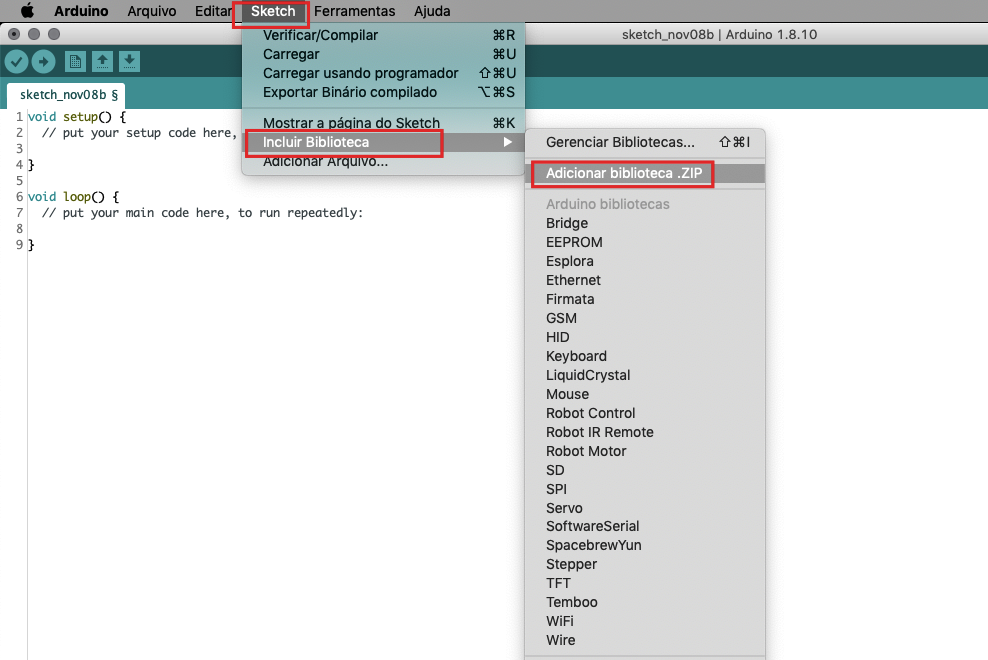 Arduino Arquivo Editar Sketch Ferramentas Ajuda
sketch_nov08b | Arduino 1.8.10
Verificar/Compilar ⌘R
Carregar ⌘U
Carregar usando programador ⇧⌘U
Exportar Binário compilado ⌥⌘S
Mostrar a página do Sketch ⌘K
Incluir Biblioteca ▶
Adicionar Arquivo...
sketch_nov08b §
1 void setup() {
2 // put your setup code here,
3
4 }
5
6 void loop() {
7 // put your main code here, to run repeatedly:
8
9 }
Gerenciar Bibliotecas... ⇧⌘I
Adicionar biblioteca .ZIP
Arduino bibliotecas
Bridge
EEPROM
Esplora
Ethernet
Firmata
GSM
HID
Keyboard
LiquidCrystal
Mouse
Robot Control
Robot IR Remote
Robot Motor
SD
SPI
Servo
SoftwareSerial
SpacebrewYun
Stepper
TFT
Temboo
WiFi
Wire